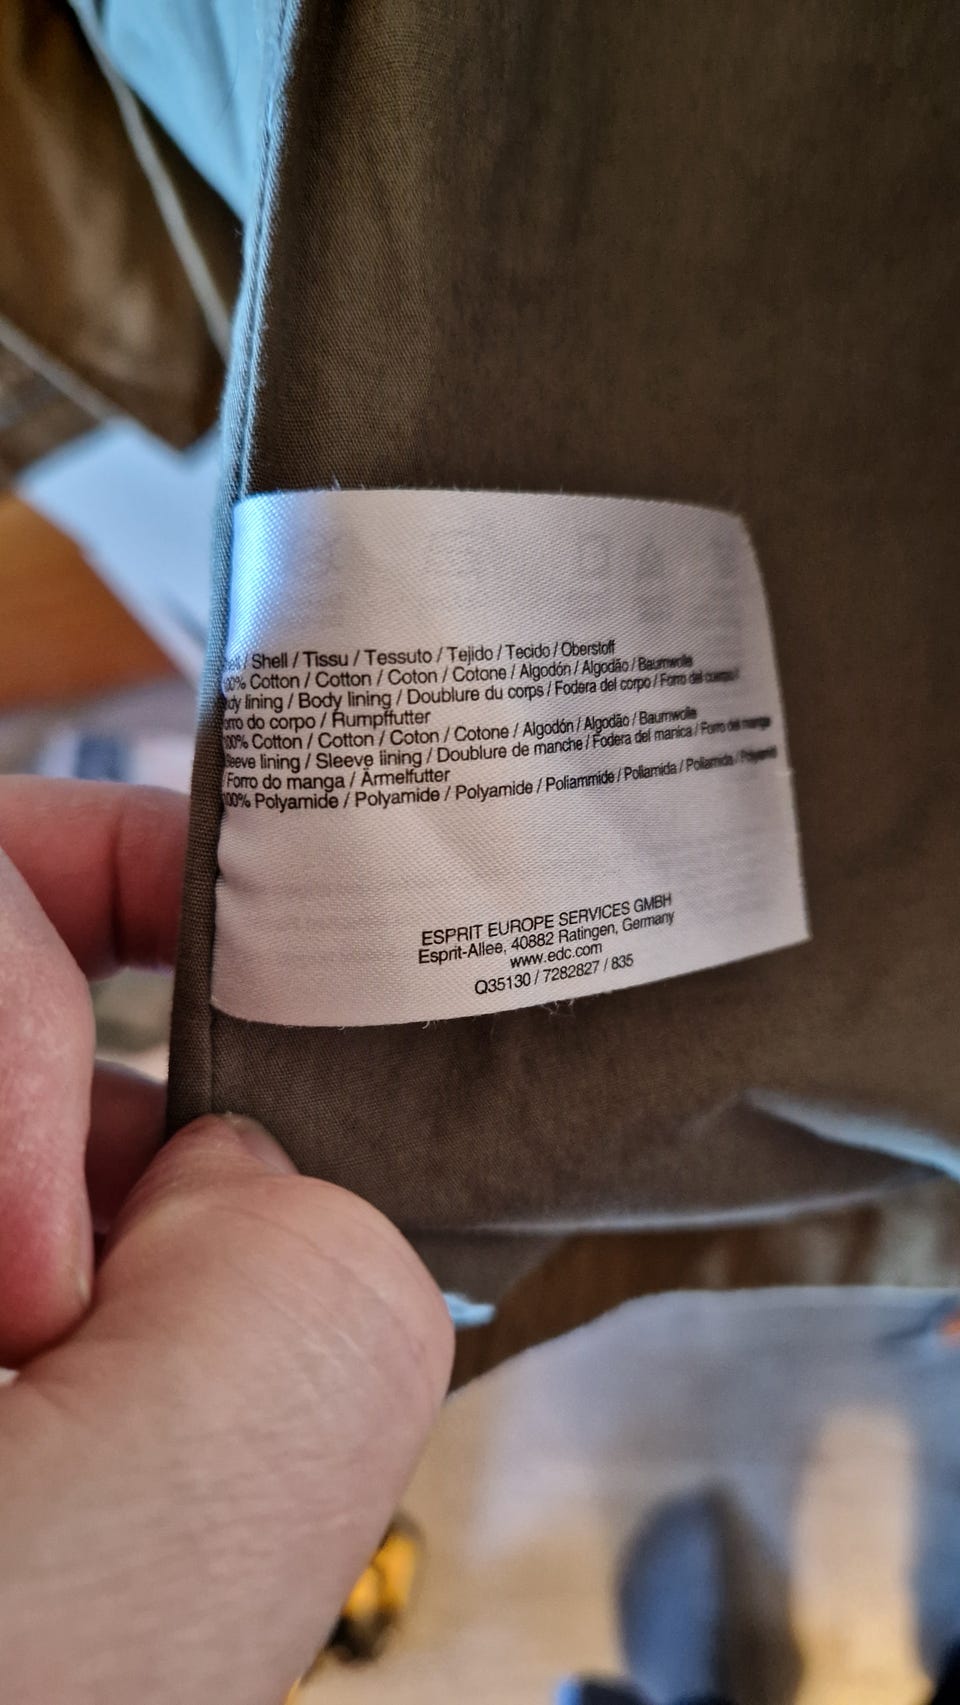 / Shell / Tissu / Tessuto / Tejido / Tecido / Oberstoff
00% Cotton / Cotton / Coton / Cotone / Algodón / Algodão / Baumwolle
dy lining / Body lining / Doublure du corps / Fodera del corpo / Forro del cuerpo /
orro do corpo / Rumpffutter
00% Cotton / Cotton / Coton / Cotone / Algodón / Algodão / Baumwolle
Sleeve lining / Sleeve lining / Doublure de manche / Fodera del manica / Forro de manga
/ Forro do manga / Ärmelfutter
100% Polyamide / Polyamide / Polyamide / Poliammide / Poliamida / Poliamida / Polyamid
ESPRIT EUROPE SERVICES GMBH
Esprit-Allee, 40882 Ratingen, Germany
www.edc.com
Q35130 / 7282827 / 835